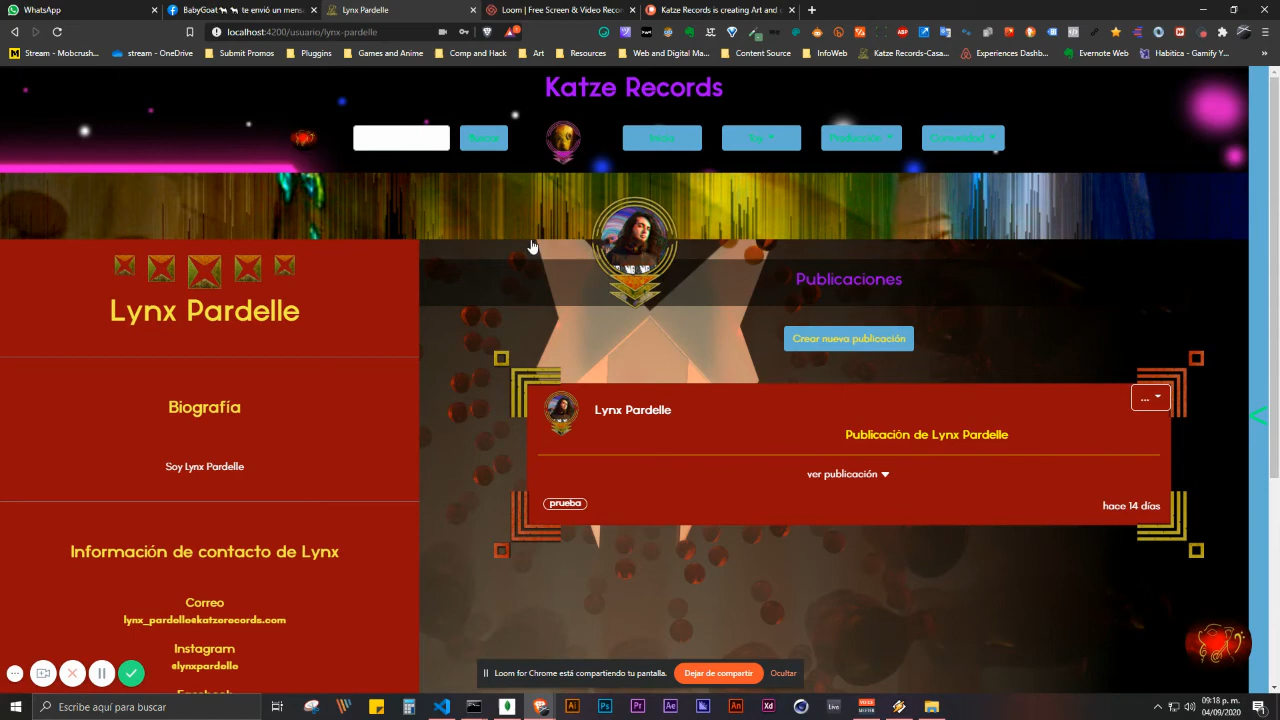 WhatsApp
BabyGoat te envió un mens
Lynx Pardelle
Loom | Free Screen & Video Reco
Katze Records is creating Art and
localhost:4200/usuario/lynx-pardelle
Stream - Mobcrush...
stream - OneDrive
Submit Promos
Pluggins
Games and Anime
Comp
Art
Resources
Web and Digital Ma...
Content Source
InfoWeb
Katze Records-Casa...
Experiences Dashb...
Evernote Web
Habitica - Gamify Y...
Katze Records
Buscar
Inicio
Toy
Producción
Comunidad
Lynx Pardelle
Publicaciones
Crear nueva publicación
Biografía
Soy Lynx Pardelle
Lynx Pardelle
...
Publicación de Lynx Pardelle
ver publicación
prueba
hace 14 días
Información de contacto de Lynx
Correo
lynx_pardelle@katzerecords.com
Instagram
@lynxpardelle
Facebook
Loom for Chrome está compartiendo tu pantalla.
Dejar de compartir
Ocultar
Escribe aquí para buscar
09:18 p. m.
04/09/2020